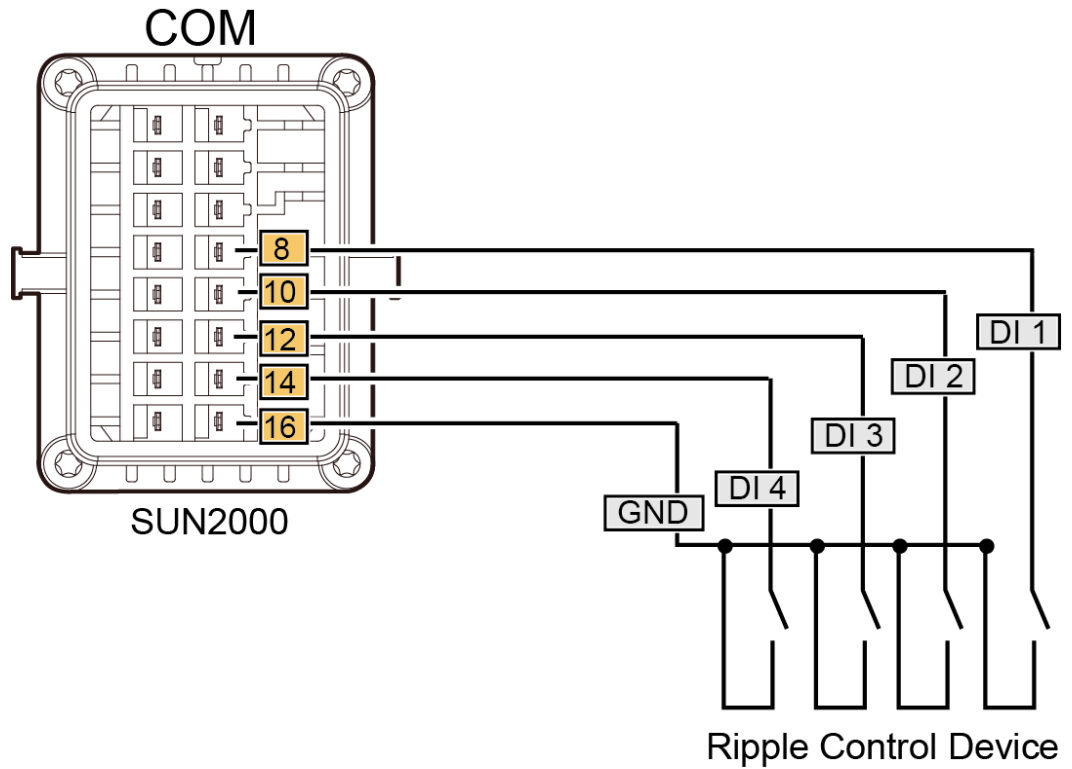 COM
8
10
12
14
16
DI 1
DI 2
DI 3
DI 4
GND
SUN2000
Ripple Control Device